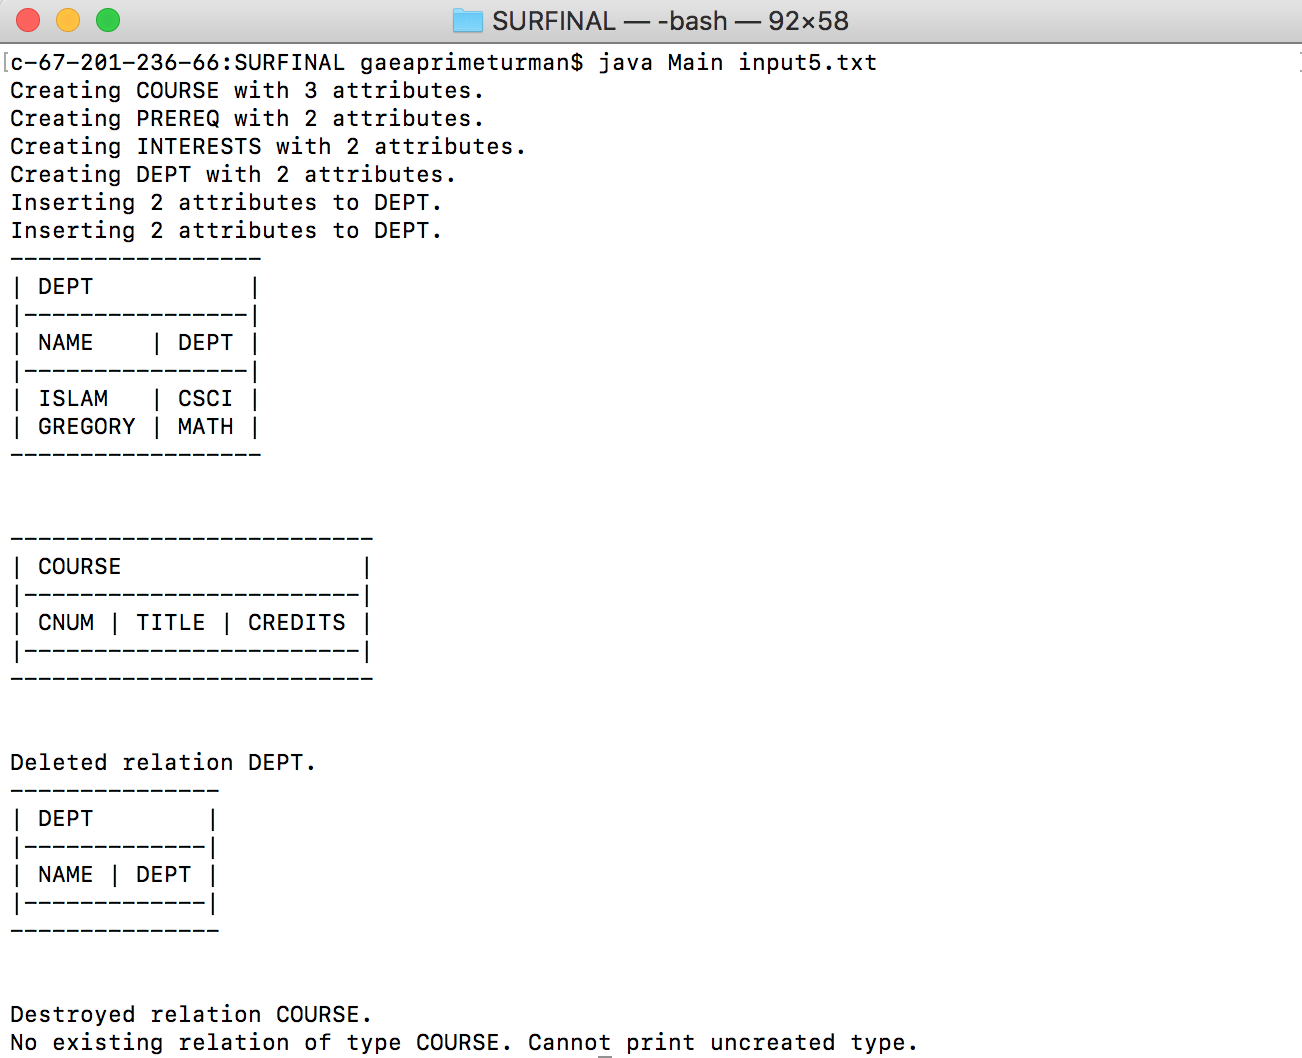 SURFINAL — -bash — 92×58
c-67-201-236-66:SURFINAL gaeaprimeturman$ java Main input5.txt
Creating COURSE with 3 attributes.
Creating PREREQ with 2 attributes.
Creating INTERESTS with 2 attributes.
Creating DEPT with 2 attributes.
Inserting 2 attributes to DEPT.
Inserting 2 attributes to DEPT.
------------------
| DEPT           |
|----------------|
| NAME    | DEPT |
|----------------|
| ISLAM   | CSCI |
| GREGORY | MATH |
------------------
--------------------------
| COURSE                 |
|------------------------|
| CNUM | TITLE | CREDITS |
|------------------------|
--------------------------
Deleted relation DEPT.
---------------
| DEPT        |
|-------------|
| NAME | DEPT |
|-------------|
---------------
Destroyed relation COURSE.
No existing relation of type COURSE. Cannot print uncreated type.